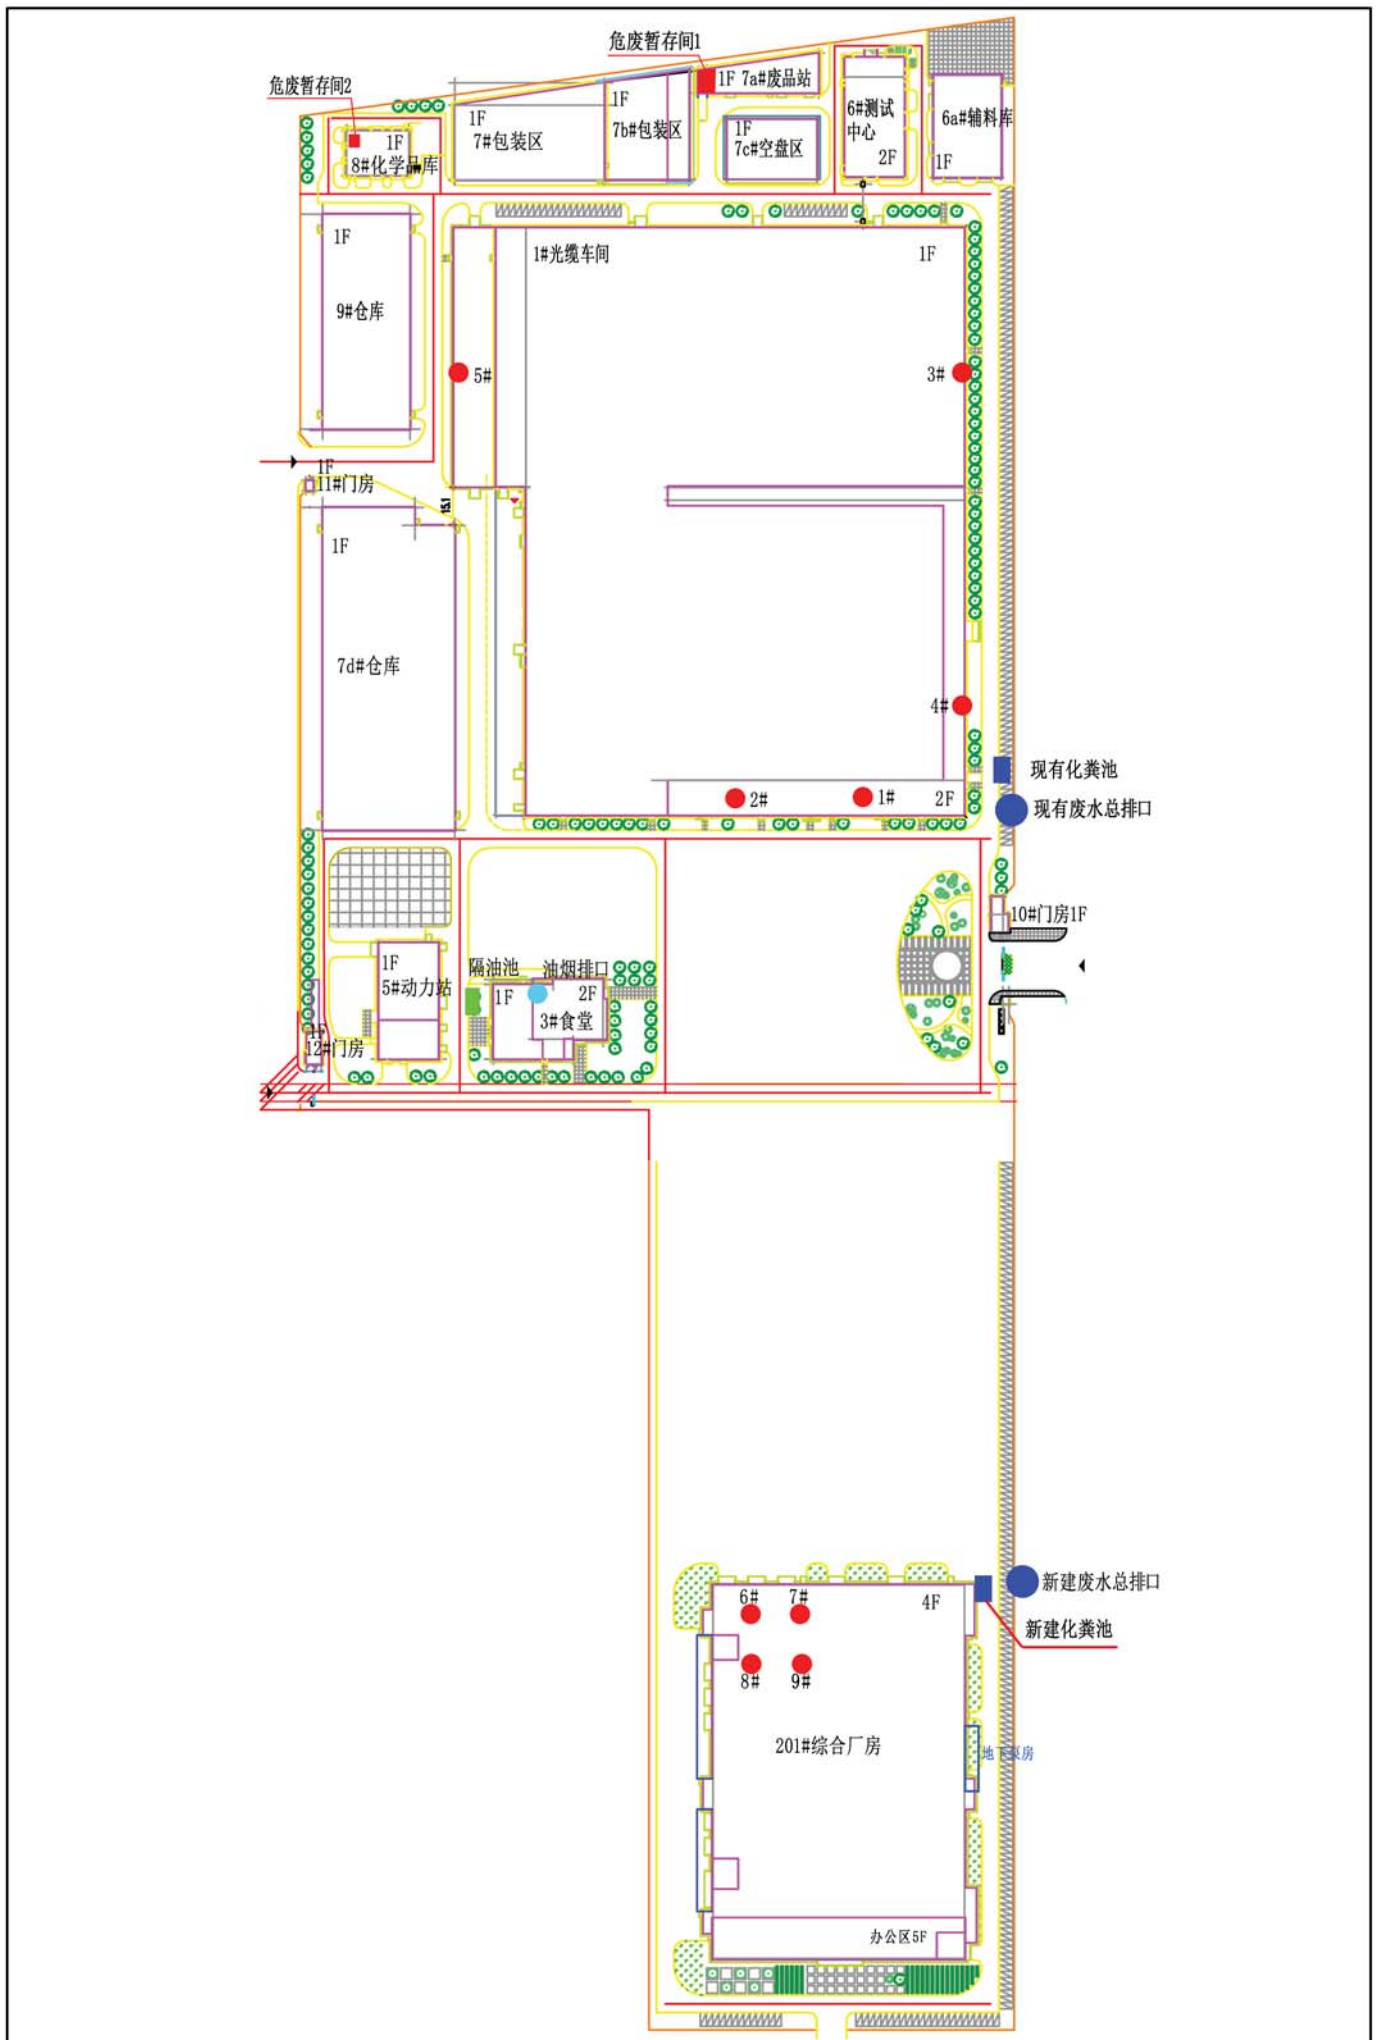 危废暂存间1
危废暂存间2
1F 7a#废品站
1F
7#包装区
1F
7b#包装区
1F
7c#空盘区
6#测试
中心
2F
6a#辅料库
1F
1F
8#化学品库
1F
9#仓库
1#光缆车间
1F
5#
3#
1F
11#门房
15.1
1F
7d#仓库
4#
现有化粪池
2#
1#
2F
现有废水总排口
10#门房1F
1F
5#动力站
隔油池
油烟排口
1F
2F
3#食堂
1F
12#门房
新建废水总排口
新建化粪池
6#
7#
4F
8#
9#
201#综合厂房
地下泵房
办公区5F